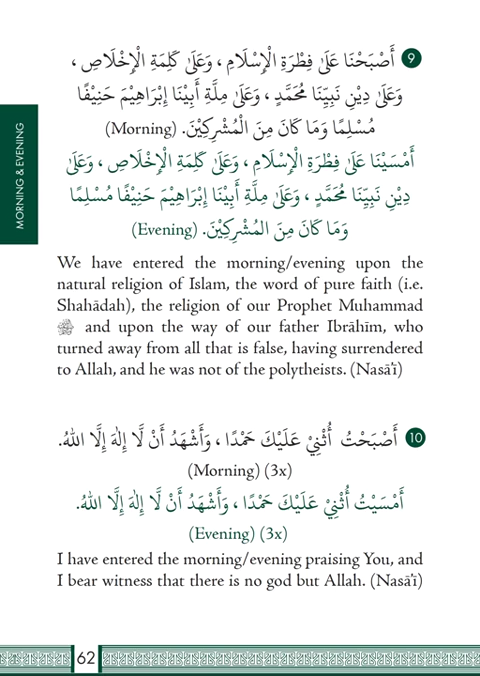 MORNING & EVENING
9 أَصْبَحْنَا عَلَىٰ فِطْرَةِ الْإِسْلَامِ ، وَعَلَىٰ كَلِمَةِ الْإِخْلَاصِ ،
وَعَلَىٰ دِيْنِ نَبِيِّنَا مُحَمَّدٍ ، وَعَلَىٰ مِلَّةِ أَبِيْنَا إِبْرَاهِيْمَ حَنِيْفًا
مُسْلِمًا وَمَا كَانَ مِنَ الْمُشْرِكِيْنَ. (Morning)
أَمْسَيْنَا عَلَىٰ فِطْرَةِ الْإِسْلَامِ ، وَعَلَىٰ كَلِمَةِ الْإِخْلَاصِ ، وَعَلَىٰ
دِيْنِ نَبِيِّنَا مُحَمَّدٍ ، وَعَلَىٰ مِلَّةِ أَبِيْنَا إِبْرَاهِيْمَ حَنِيْفًا مُسْلِمًا
وَمَا كَانَ مِنَ المُشْرِكِيْنَ. (Evening)
We have entered the morning/evening upon the
natural religion of Islam, the word of pure faith (i.e.
Shahādah), the religion of our Prophet Muhammad
ﷺ and upon the way of our father Ibrāhīm, who
turned away from all that is false, having surrendered
to Allah, and he was not of the polytheists. (Nasā’ī)
10 أَصْبَحْتُ أُثْنِيْ عَلَيْكَ حَمْدًا ، وَأَشْهَدُ أَنْ لَّا إِلٰهَ إِلَّا اللهُ.
(Morning) (3x)
أَمْسَيْتُ أُثْنِيْ عَلَيْكَ حَمْدًا ، وَأَشْهَدُ أَنْ لَّا إِلٰهَ إِلَّا اللهُ.
(Evening) (3x)
I have entered the morning/evening praising You, and
I bear witness that there is no god but Allah. (Nasā’ī)
62